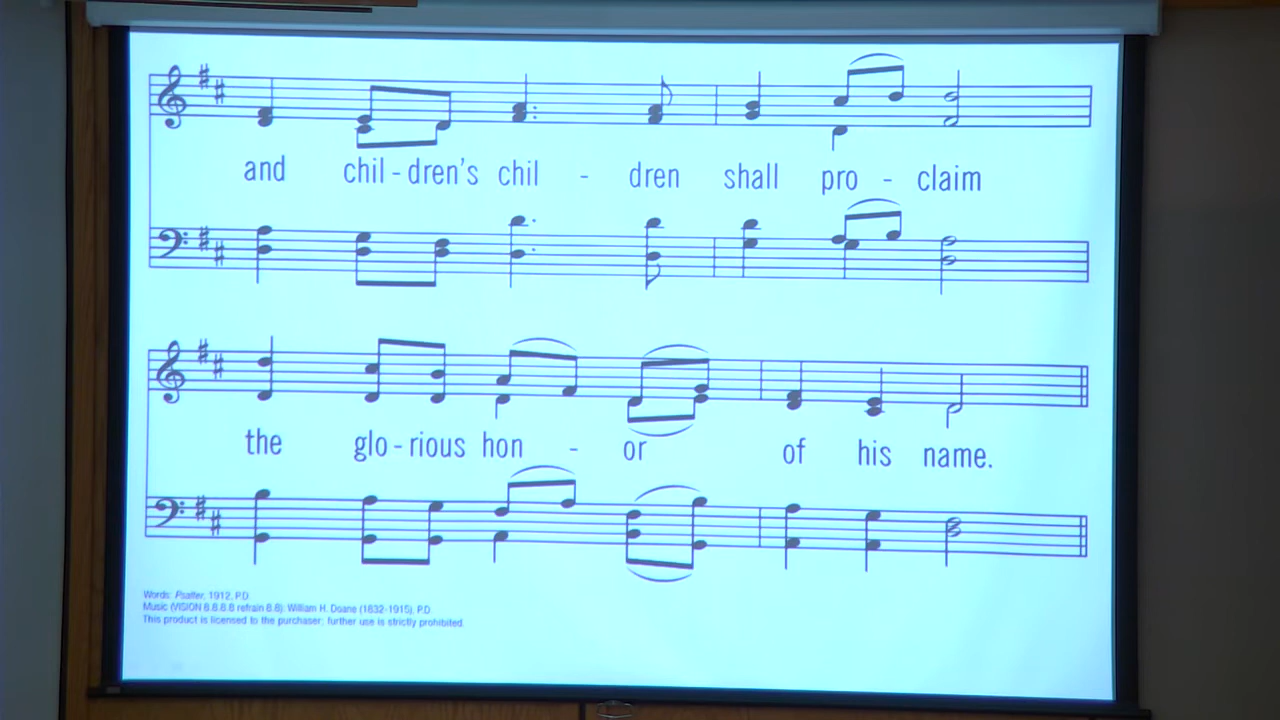 and chil - dren's chil - dren shall pro - claim
the glo - rious hon - or of his name.
Words: Psalter, 1912, P.D
Music (VISION 8.8.8.8 refrain 8.8): William H. Doane (1832-1915), P.D
This product is licensed to the purchaser; further use is strictly prohibited.